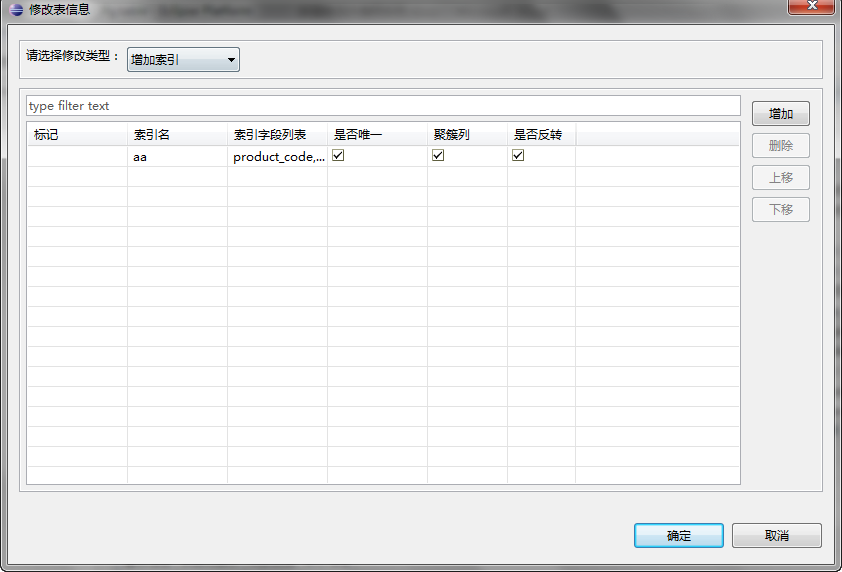 修改表信息
请选择修改类型： 增加索引
type filter text
增加
标记 索引名 索引字段列表 是否唯一 聚簇列 是否反转
aa product_code,...
删除
上移
下移
确定 取消